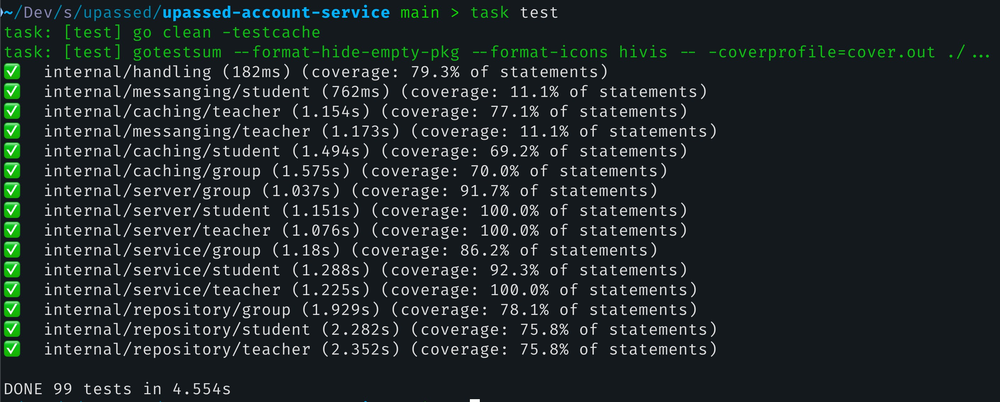 ~/Dev/s/upassed/upassed-account-service main > task test
task: [test] go clean -testcache
task: [test] gotestsum --format-hide-empty-pkg --format-icons hivis -- -coverprofile=cover.out ./...
✅ internal/handling (182ms) (coverage: 79.3% of statements)
✅ internal/messanging/student (762ms) (coverage: 11.1% of statements)
✅ internal/caching/teacher (1.154s) (coverage: 77.1% of statements)
✅ internal/messanging/teacher (1.173s) (coverage: 11.1% of statements)
✅ internal/caching/student (1.494s) (coverage: 69.2% of statements)
✅ internal/caching/group (1.575s) (coverage: 70.0% of statements)
✅ internal/server/group (1.037s) (coverage: 91.7% of statements)
✅ internal/server/student (1.151s) (coverage: 100.0% of statements)
✅ internal/server/teacher (1.076s) (coverage: 100.0% of statements)
✅ internal/service/group (1.18s) (coverage: 86.2% of statements)
✅ internal/service/student (1.288s) (coverage: 92.3% of statements)
✅ internal/service/teacher (1.225s) (coverage: 100.0% of statements)
✅ internal/repository/group (1.929s) (coverage: 78.1% of statements)
✅ internal/repository/student (2.282s) (coverage: 75.8% of statements)
✅ internal/repository/teacher (2.352s) (coverage: 75.8% of statements)
DONE 99 tests in 4.554s